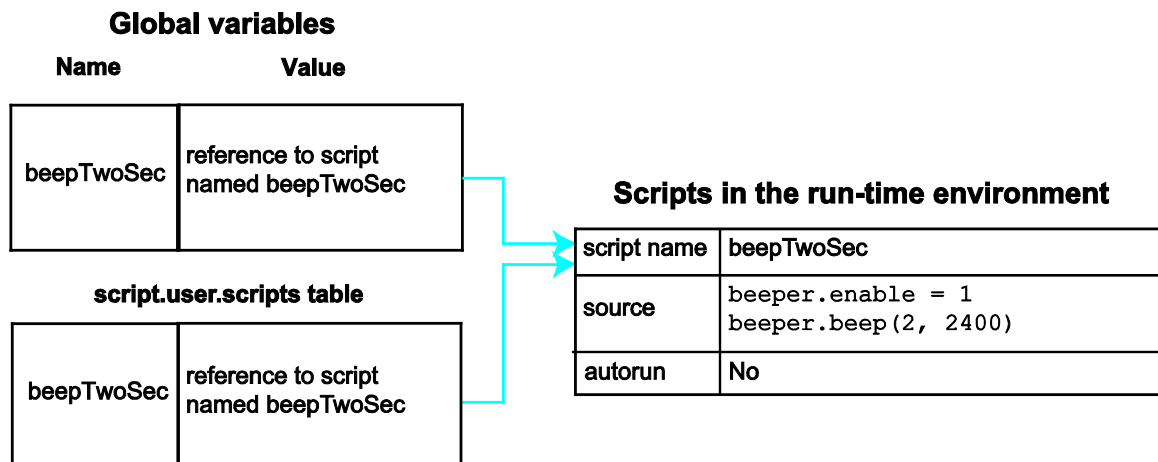 Global variables
Name Value
beepTwoSec
reference to script
named beepTwoSec
script.user.scripts table
beepTwoSec
reference to script
named beepTwoSec
Scripts in the run-time environment
script name beepTwoSec
source
beeper.enable = 1
beeper.beep(2, 2400)
autorun No